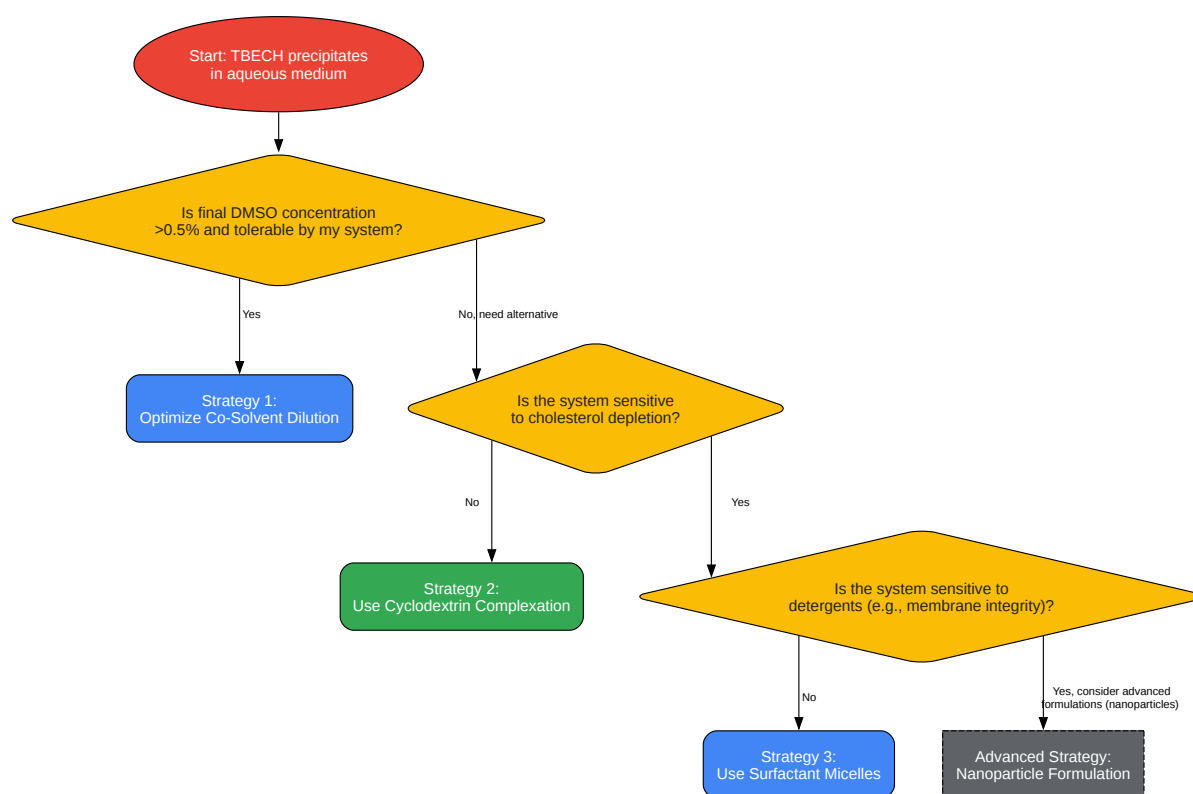 Start: TBECH precipitates
in aqueous medium
Is final DMSO concentration
>0.5% and tolerable by my system?
Yes
No, need alternative
Strategy 1:
Optimize Co-Solvent Dilution
Is the system sensitive
to cholesterol depletion?
No
Yes
Strategy 2:
Use Cyclodextrin Complexation
Is the system sensitive to
detergents (e.g., membrane integrity)?
No
Yes, consider advanced
formulations (nanoparticles)
Strategy 3:
Use Surfactant Micelles
Advanced Strategy:
Nanoparticle Formulation